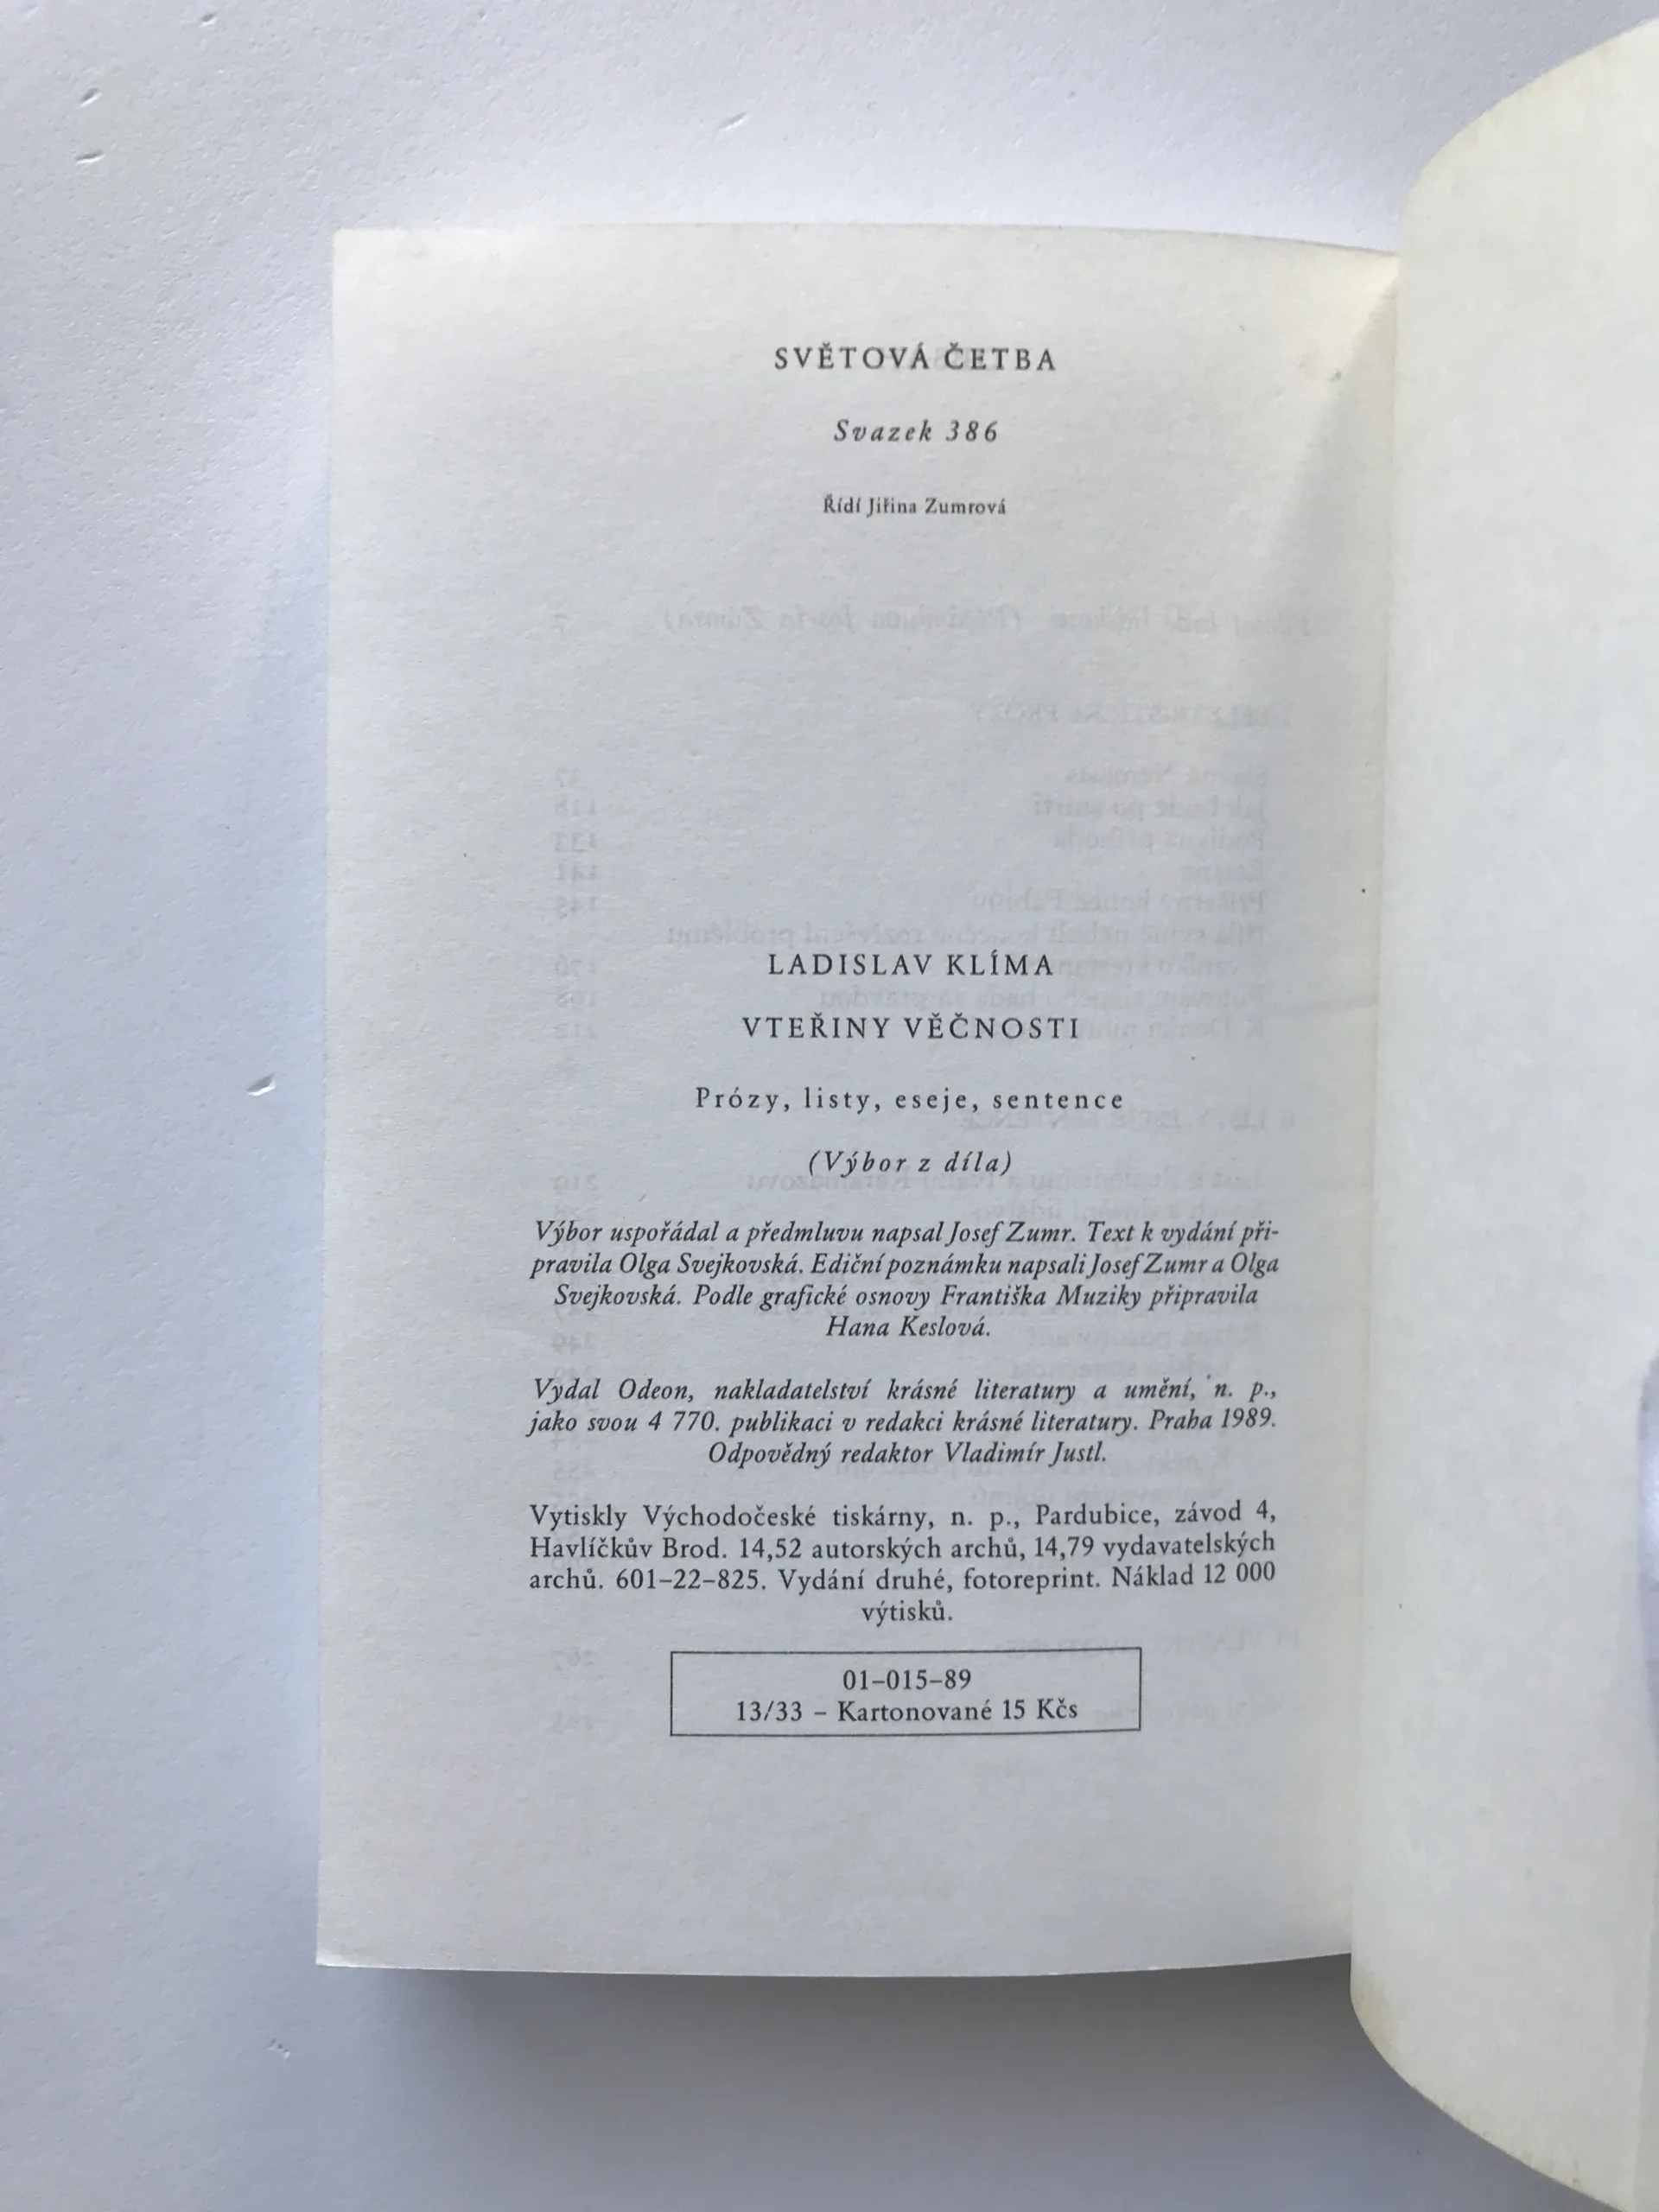 SVĚTOVÁ ČETBA
Svazek 386
Řídí Jiřina Zumrová
LADISLAV KLÍMA
VTEŘINY VĚČNOSTI
Prózy, listy, eseje, sentence
(Výbor z díla)
Výbor uspořádal a předmluvu napsal Josef Zumr. Text k vydání při-
pravila Olga Svejkovská. Ediční poznámku napsali Josef Zumr a Olga
Svejkovská. Podle grafické osnovy Františka Muziky připravila
Hana Keslová.
Vydal Odeon, nakladatelství krásné literatury a umění, n. p.,
jako svou 4 770. publikaci v redakci krásné literatury. Praha 1989.
Odpovědný redaktor Vladimír Justl.
Vytiskly Východočeské tiskárny, n. p., Pardubice, závod 4,
Havlíčkův Brod. 14,52 autorských archů, 14,79 vydavatelských
archů. 601–22–825. Vydání druhé, fotoreprint. Náklad 12 000
výtisků.
01–015–89
13/33 – Kartonované 15 Kčs